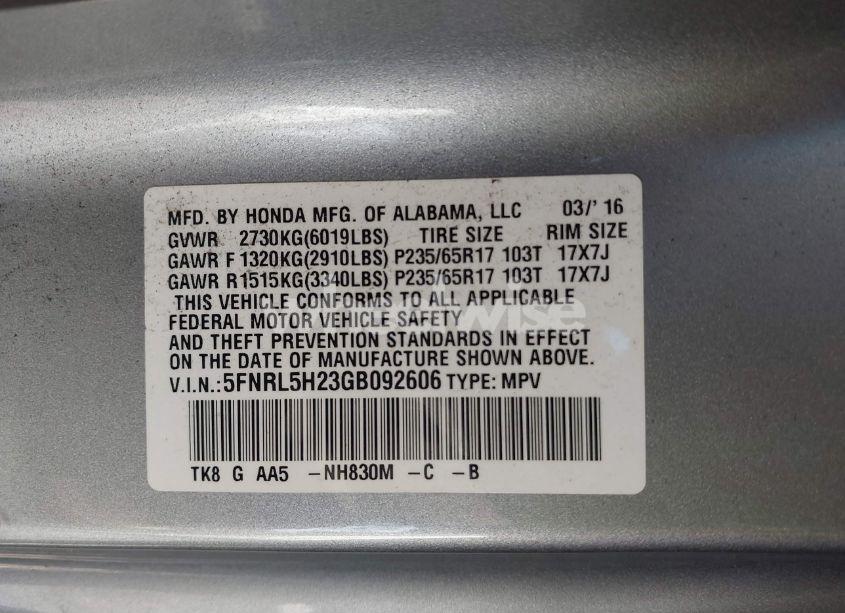 MFD. BY HONDA MFG. OF ALABAMA, LLC 03/' 16
GVWR 2730KG(6019LBS) TIRE SIZE RIM SIZE
GAWR F 1320KG(2910LBS) P235/65R17 103T 17X7J
GAWR R1515KG(3340LBS) P235/65R17 103T 17X7J
THIS VEHICLE CONFORMS TO ALL APPLICABLE
FEDERAL MOTOR VEHICLE SAFETY
AND THEFT PREVENTION STANDARDS IN EFFECT
ON THE DATE OF MANUFACTURE SHOWN ABOVE.
V.I.N.:5FNRL5H23GB092606 TYPE: MPV
TK8 G AA5 -NH830M -C -B